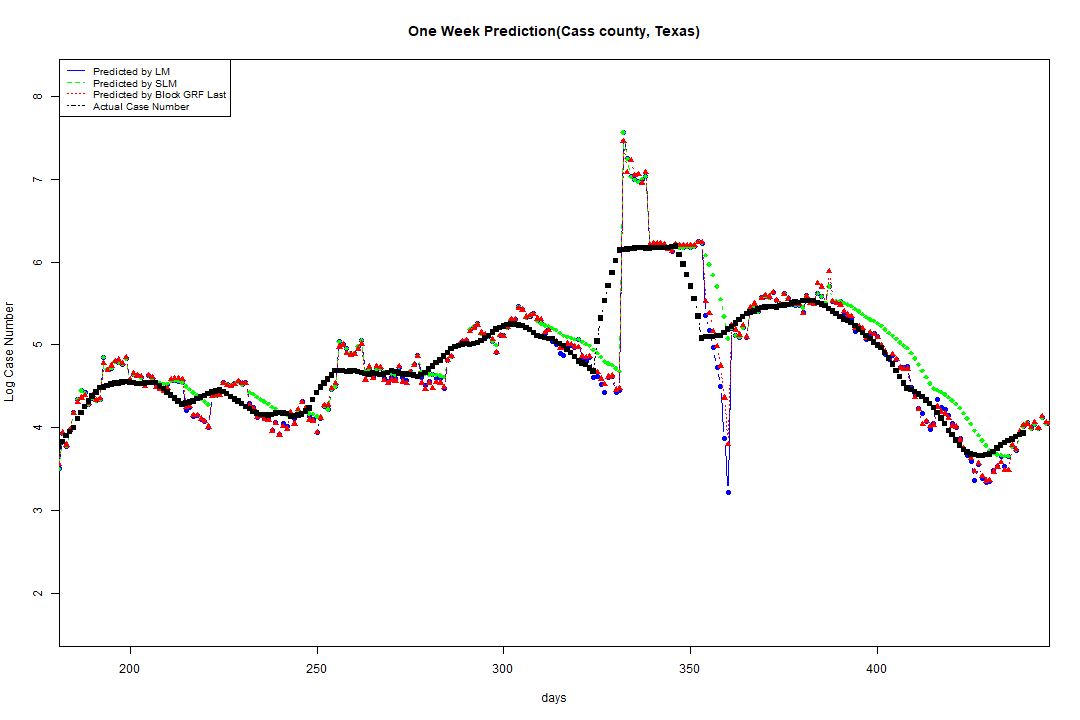 One Week Prediction(Cass county, Texas)
Predicted by LM
Predicted by SLM
Predicted by Block GRF Last
Actual Case Number
8
7
6
5
4
3
2
Log Case Number
200 250 300 350 400
days